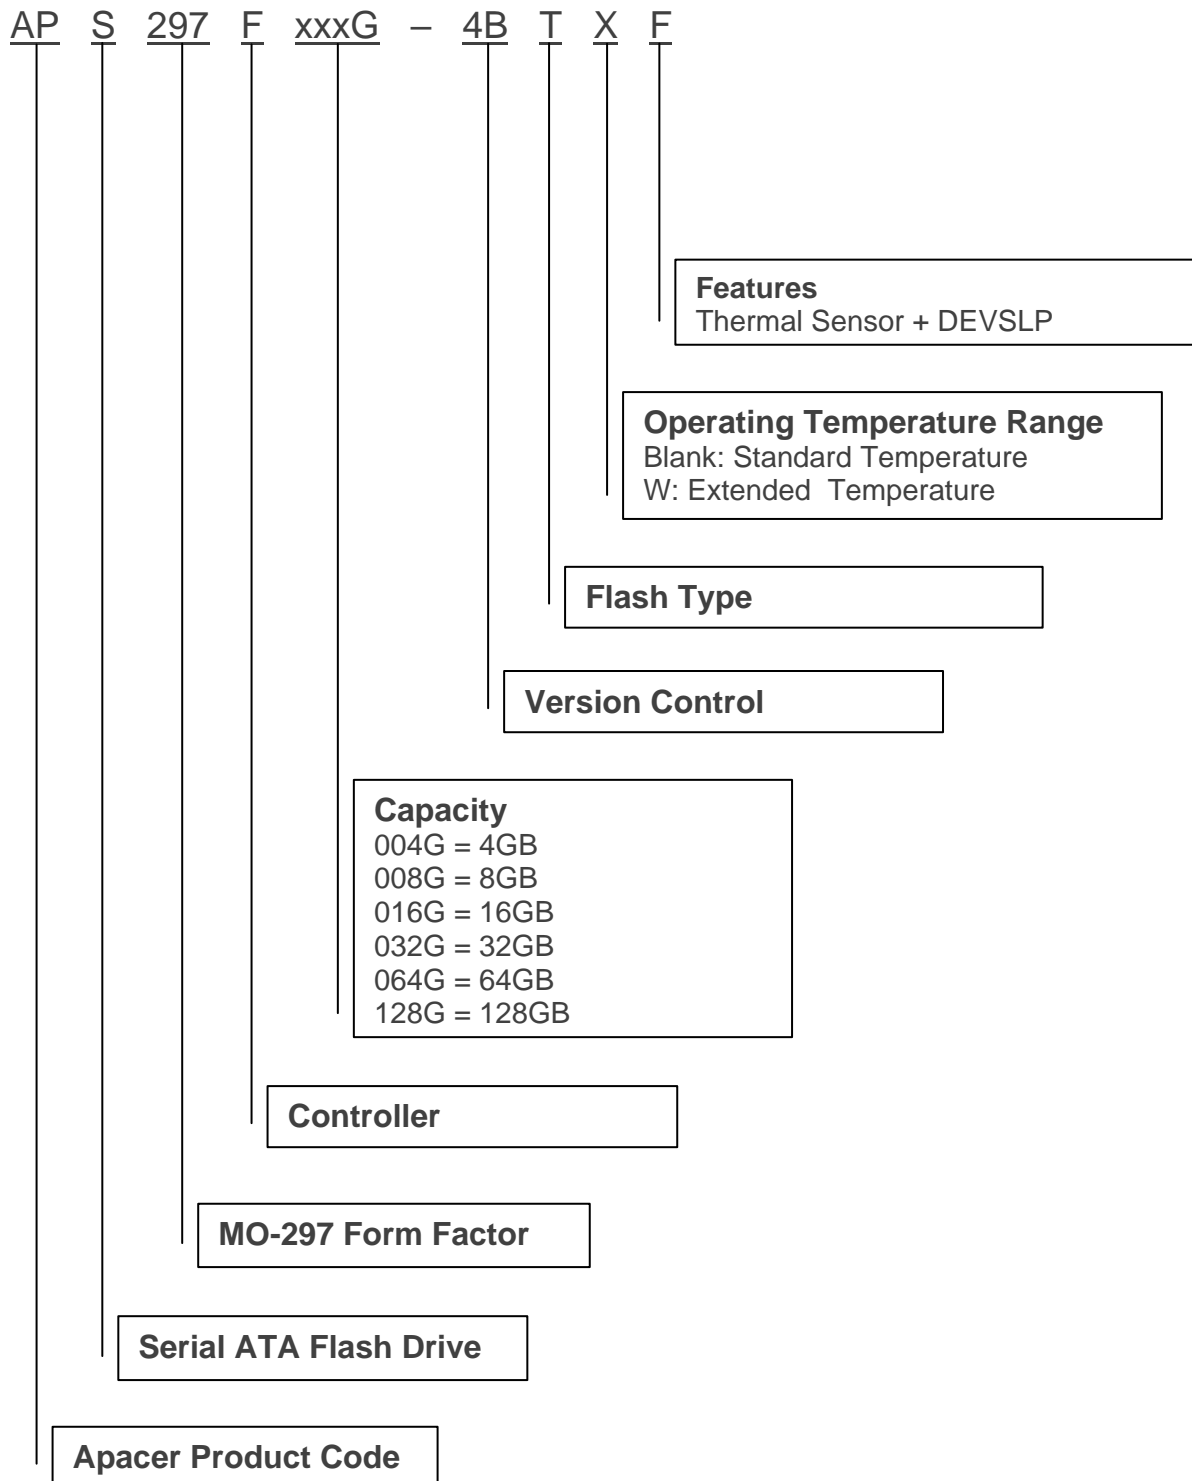 AP S 297 F xxxG – 4B T X F
Features
Thermal Sensor + DEVSLP
Operating Temperature Range
Blank: Standard Temperature
W: Extended Temperature
Flash Type
Version Control
Capacity
004G = 4GB
008G = 8GB
016G = 16GB
032G = 32GB
064G = 64GB
128G = 128GB
Controller
MO-297 Form Factor
Serial ATA Flash Drive
Apacer Product Code